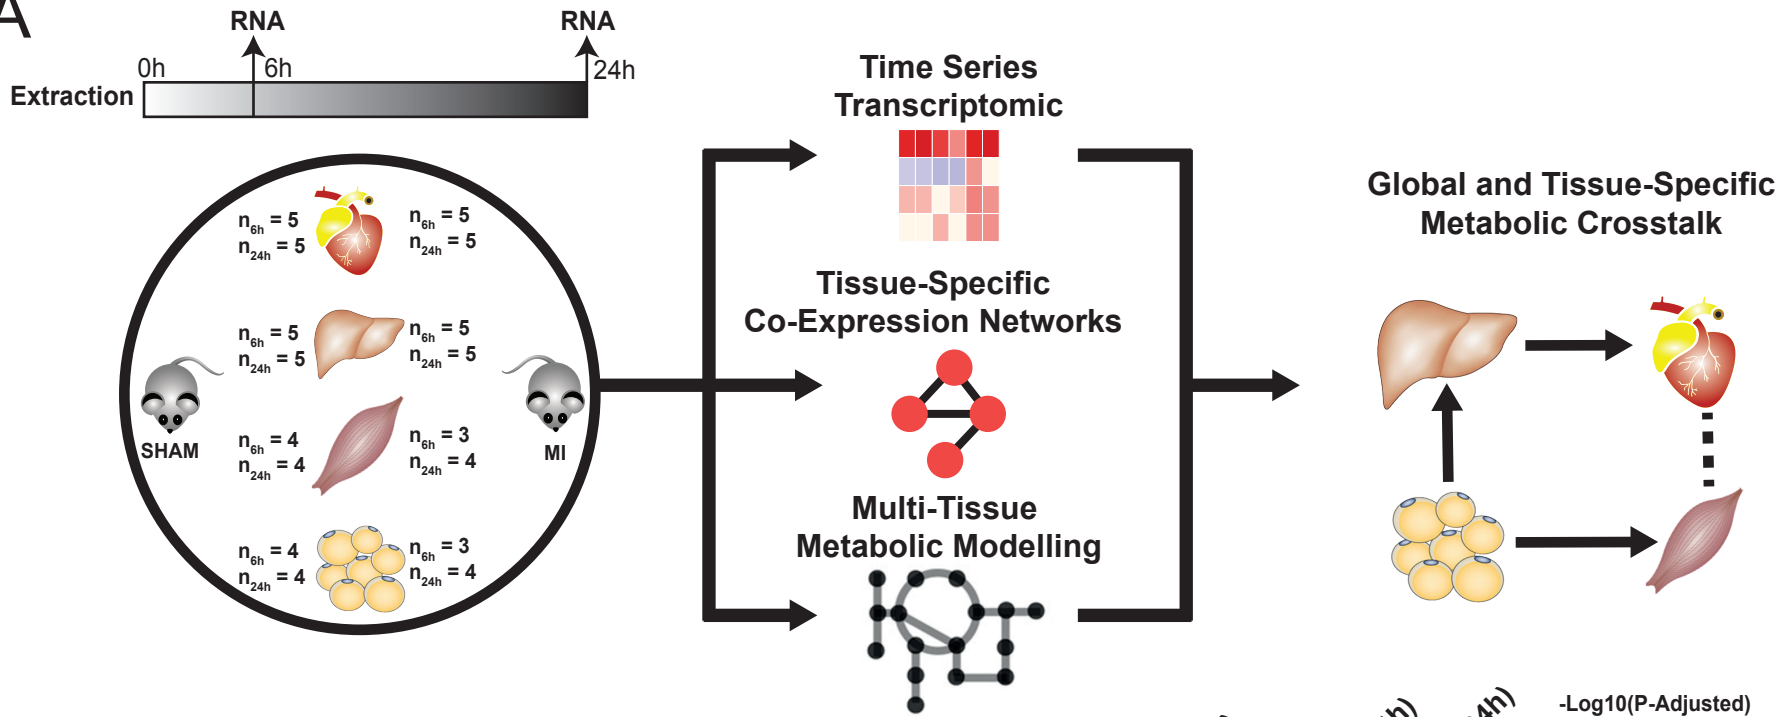 A
RNA
RNA
0h
6h
24h
Extraction
n6h = 5
n24h = 5
n6h = 5
n24h = 5
n6h = 5
n24h = 5
n6h = 5
n24h = 5
SHAM
MI
n6h = 4
n24h = 4
n6h = 3
n24h = 4
n6h = 4
n24h = 4
n6h = 3
n24h = 4
Time Series
Transcriptomic
Tissue-Specific
Co-Expression Networks
Multi-Tissue
Metabolic Modelling
Global and Tissue-Specific
Metabolic Crosstalk
-Log10(P-Adjusted)